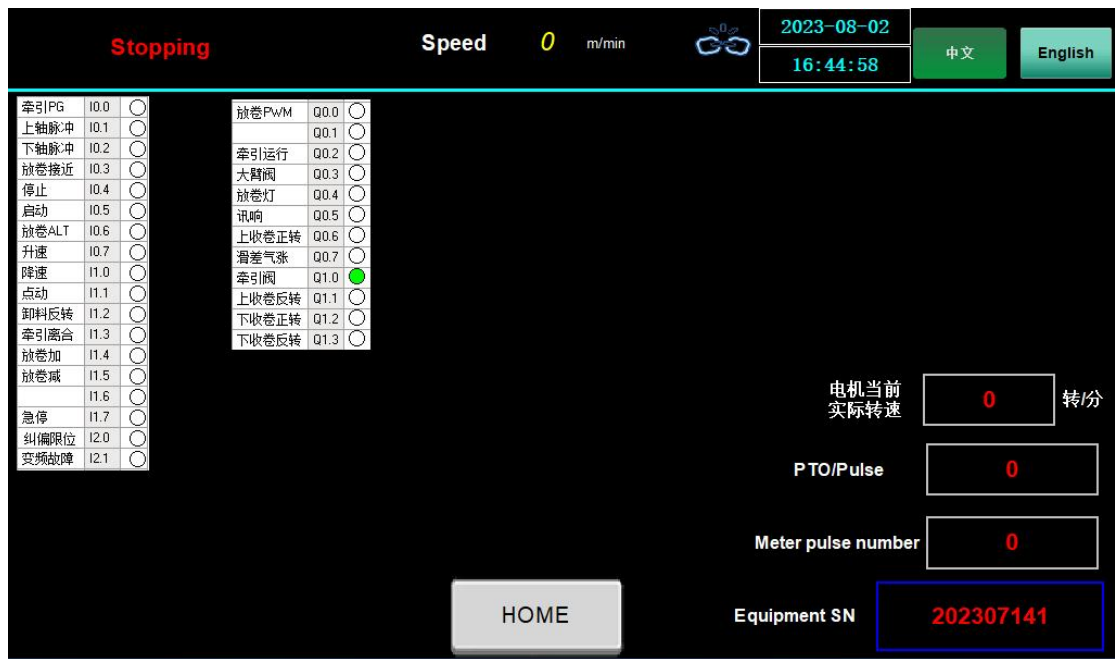 Stopping
Speed 0 m/min
2023-08-02
16:44:58
中文
English
牵引PG I0.0
上轴脉冲 I0.1
下轴脉冲 I0.2
放卷接近 I0.3
停止 I0.4
启动 I0.5
放卷ALT I0.6
升速 I0.7
降速 I1.0
点动 I1.1
卸料反转 I1.2
牵引离合 I1.3
放卷加 I1.4
放卷减 I1.5
I1.6
急停 I1.7
纠偏限位 I2.0
变频故障 I2.1
放卷PWM Q0.0
Q0.1
牵引运行 Q0.2
大臂阀 Q0.3
放卷灯 Q0.4
讯响 Q0.5
上收卷正转 Q0.6
滑差气涨 Q0.7
牵引阀 Q1.0
上收卷反转 Q1.1
下收卷正转 Q1.2
下收卷反转 Q1.3
电机当前
实际转速 0 转/分
PTO/Pulse 0
Meter pulse number 0
HOME
Equipment SN 202307141